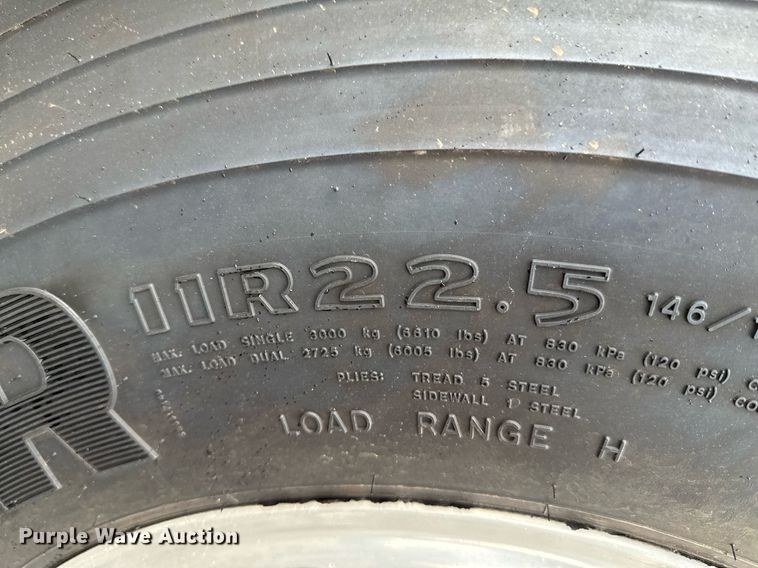 R
11R22.5 146/1
MAX. LOAD SINGLE 3000 kg (6610 lbs) AT 830 kPa (120 psi) C
MAX. LOAD DUAL 2725 kg (6005 lbs) AT 830 kPa (120 psi) CO
PLIES: TREAD 5 STEEL
SIDEWALL 1 STEEL
LOAD RANGE H
Purple Wave Auction